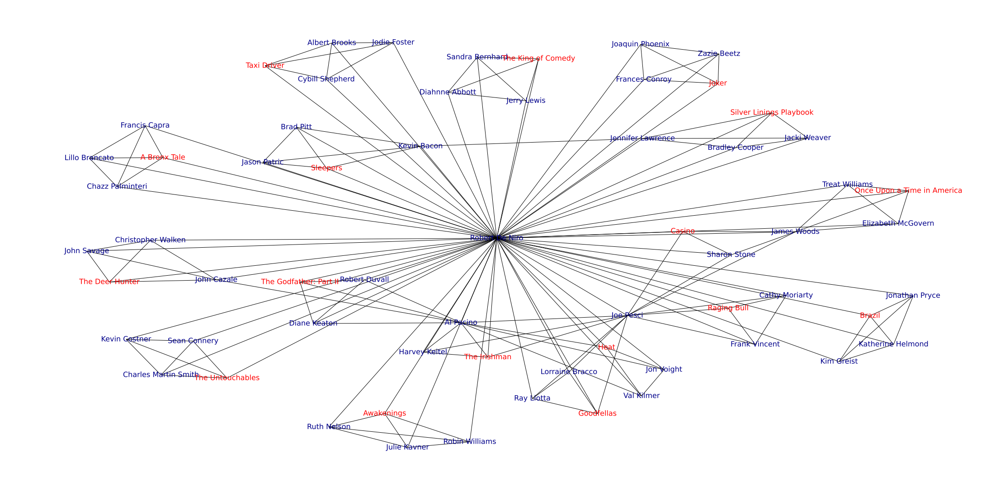 Albert Brooks
Jodie Foster
Joaquin Phoenix
Zazie Beetz
Sandra Bernhard
The King of Comedy
Taxi Driver
Cybill Shepherd
Frances Conroy
Joker
Diahnne Abbott
Jerry Lewis
Silver Linings Playbook
Francis Capra
Brad Pitt
Jennifer Lawrence
Jacki Weaver
Kevin Bacon
Bradley Cooper
Lillo Brancato
A Bronx Tale
Jason Patric
Sleepers
Chazz Palminteri
Treat Williams
Once Upon a Time in America
Elizabeth McGovern
Casino
James Woods
Christopher Walken
Robert De Niro
John Savage
Sharon Stone
The Deer Hunter
John Cazale
The Godfather: Part II
Robert Duvall
Cathy Moriarty
Jonathan Pryce
Raging Bull
Joe Pesci
Brazil
Diane Keaton
Al Pacino
Kevin Costner
Sean Connery
Frank Vincent
Katherine Helmond
Harvey Keitel
Heat
The Irishman
Kim Greist
Charles Martin Smith
The Untouchables
Lorraine Bracco
Jon Voight
Ray Liotta
Val Kilmer
Awakenings
Goodfellas
Ruth Nelson
Robin Williams
Julie Kavner